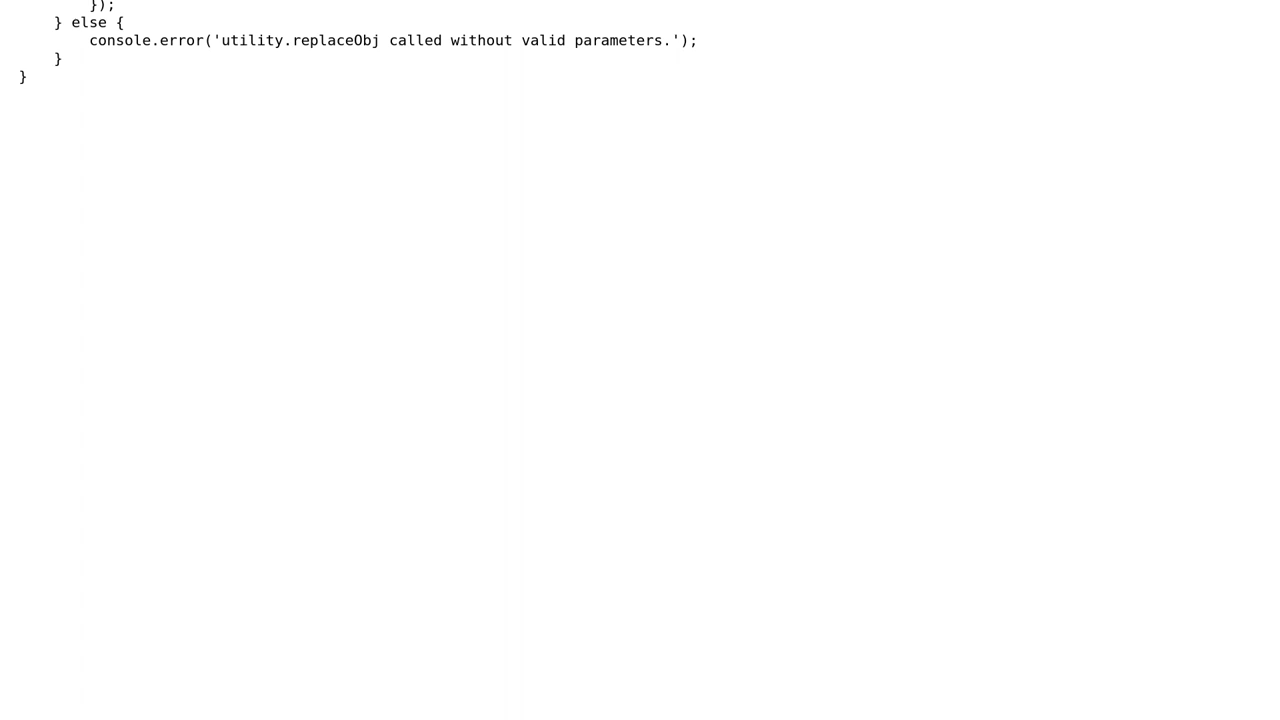 });
    } else {
        console.error('utility.replaceObj called without valid parameters.');
    }
}